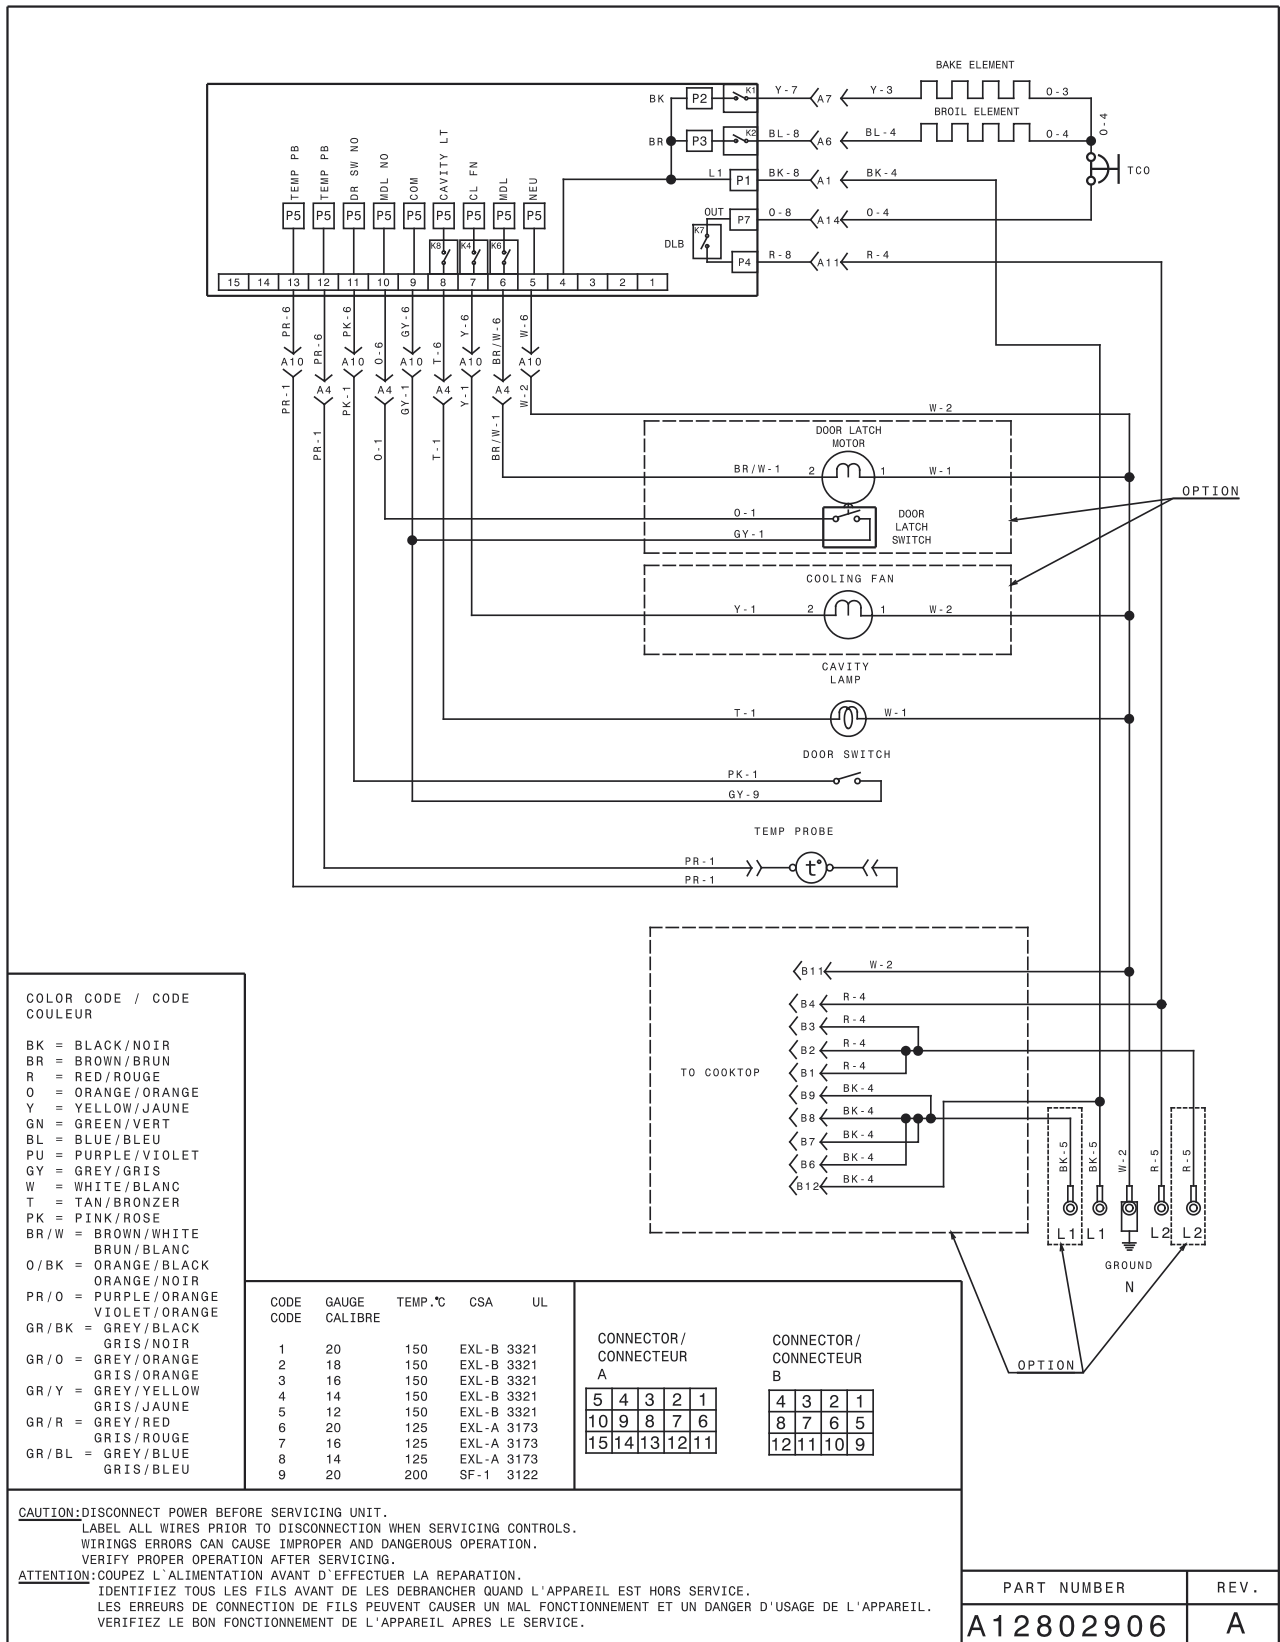 BAKE ELEMENT
BK P2 K1 Y-7 A7 Y-3 O-3
BROIL ELEMENT
O-4
BR P3 K2 BL-8 A6 BL-4 O-4
TCO
L1 P1 BK-8 A1 BK-4
OUT P7 O-8 A14 O-4
DLB K7
P4 R-8 A11 R-4
TEMP PB
TEMP PB
DR SW NO
MDL NO
COM
CAVITY LT
CL FN
MDL
NEU
P5 P5 P5 P5 P5 P5 P5 P5 P5
K8 K4 K6
15 14 13 12 11 10 9 8 7 6 5 4 3 2 1
PR-6 PR-6 PK-6 O-6 GY-6 T-6 Y-6 BR/W-6 W-6
A10 A10 A10 A10 A10
A4 A4 A4 A4
PR-1 PR-1 PK-1 O-1 GY-1 T-1 Y-1 BR/W-1 W-2
W-2
DOOR LATCH
MOTOR
BR/W-1 2 1 W-1
OPTION
O-1
DOOR
LATCH
SWITCH
GY-1
COOLING FAN
Y-1 2 1 W-2
CAVITY
LAMP
T-1 W-1
DOOR SWITCH
PK-1
GY-9
TEMP PROBE
PR-1 t°
PR-1
TO COOKTOP
B11 W-2
B4 R-4
B3 R-4
B2 R-4
B1 R-4
B9 BK-4
B8 BK-4
B7 BK-4
B6 BK-4
B12 BK-4
BK-5 BK-5 W-2 R-5 R-5
L1 L1 L2 L2
GROUND
N
OPTION
COLOR CODE / CODE
COULEUR
BK = BLACK/NOIR
BR = BROWN/BRUN
R = RED/ROUGE
O = ORANGE/ORANGE
Y = YELLOW/JAUNE
GN = GREEN/VERT
BL = BLUE/BLEU
PU = PURPLE/VIOLET
GY = GREY/GRIS
W = WHITE/BLANC
T = TAN/BRONZER
PK = PINK/ROSE
BR/W = BROWN/WHITE
BRUN/BLANC
O/BK = ORANGE/BLACK
ORANGE/NOIR
PR/O = PURPLE/ORANGE
VIOLET/ORANGE
GR/BK = GREY/BLACK
GRIS/NOIR
GR/O = GREY/ORANGE
GRIS/ORANGE
GR/Y = GREY/YELLOW
GRIS/JAUNE
GR/R = GREY/RED
GRIS/ROUGE
GR/BL = GREY/BLUE
GRIS/BLEU
CODE GAUGE TEMP.°C CSA UL
CODE CALIBRE
1 20 150 EXL-B 3321
2 18 150 EXL-B 3321
3 16 150 EXL-B 3321
4 14 150 EXL-B 3321
5 12 150 EXL-B 3321
6 20 125 EXL-A 3173
7 16 125 EXL-A 3173
8 14 125 EXL-A 3173
9 20 200 SF-1 3122
CONNECTOR/
CONNECTEUR
A
5 4 3 2 1
10 9 8 7 6
15 14 13 12 11
CONNECTOR/
CONNECTEUR
B
4 3 2 1
8 7 6 5
12 11 10 9
CAUTION:DISCONNECT POWER BEFORE SERVICING UNIT.
LABEL ALL WIRES PRIOR TO DISCONNECTION WHEN SERVICING CONTROLS.
WIRINGS ERRORS CAN CAUSE IMPROPER AND DANGEROUS OPERATION.
VERIFY PROPER OPERATION AFTER SERVICING.
ATTENTION:COUPEZ L`ALIMENTATION AVANT D`EFFECTUER LA REPARATION.
IDENTIFIEZ TOUS LES FILS AVANT DE LES DEBRANCHER QUAND L'APPAREIL EST HORS SERVICE.
LES ERREURS DE CONNECTION DE FILS PEUVENT CAUSER UN MAL FONCTIONNEMENT ET UN DANGER D'USAGE DE L'APPAREIL.
VERIFIEZ LE BON FONCTIONNEMENT DE L'APPAREIL APRES LE SERVICE.
PART NUMBER REV.
A12802906 A